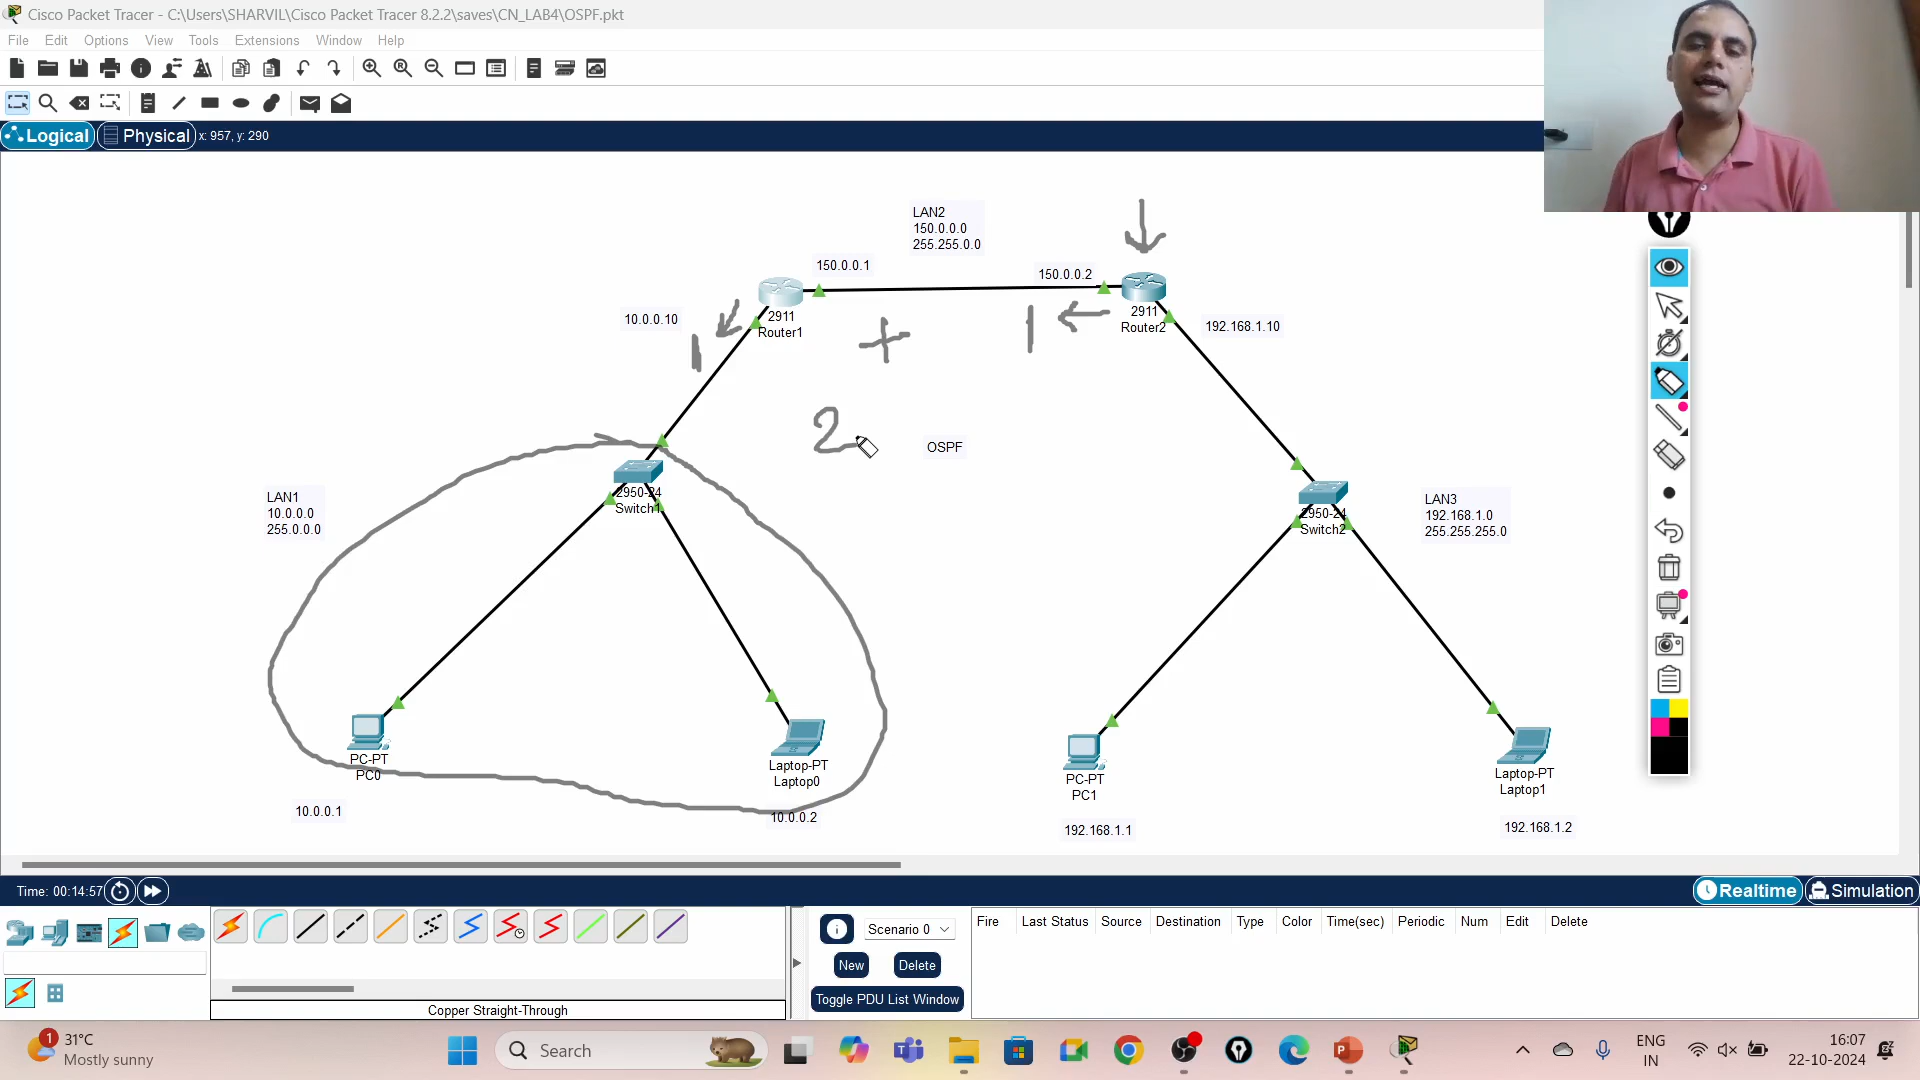 Cisco Packet Tracer - C:\Users\SHARVIL\Cisco Packet Tracer 8.2.2\saves\CN_LAB4\OSPF.pkt
File Edit Options View Tools Extensions Window Help
Logical Physical x: 957, y: 290
LAN2
150.0.0.0
255.255.0.0
150.0.0.1
150.0.0.2
10.0.0.10
2911
Router1
2911
Router2
192.168.1.10
1 + 1
2
OSPF
2950-24
Switch1
LAN1
10.0.0.0
255.0.0.0
2950-24
Switch2
LAN3
192.168.1.0
255.255.255.0
PC-PT
PC0
Laptop-PT
Laptop0
PC-PT
PC1
Laptop-PT
Laptop1
10.0.0.1
10.0.0.2
192.168.1.1
192.168.1.2
Time: 00:14:57
Realtime Simulation
Scenario 0
New Delete
Toggle PDU List Window
Fire Last Status Source Destination Type Color Time(sec) Periodic Num Edit Delete
Copper Straight-Through
1
31°C
Mostly sunny
Search
ENG
IN
16:07
22-10-2024